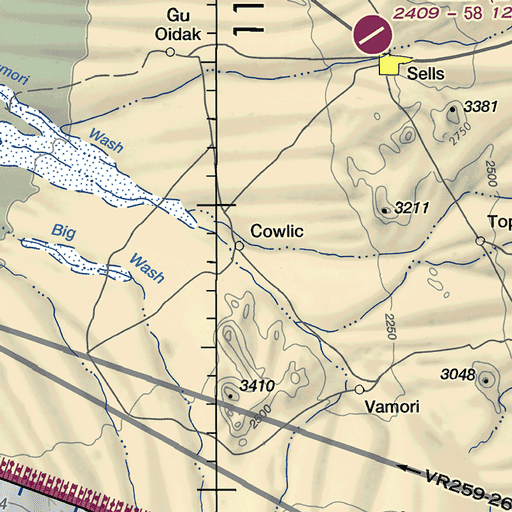 Gu
Oidak
2409 - 58 12
Sells
3381
2750
Wash
2500
3211
Cowlic
Big
Wash
2250
3410
2500
3048
Vamori
VR259-26